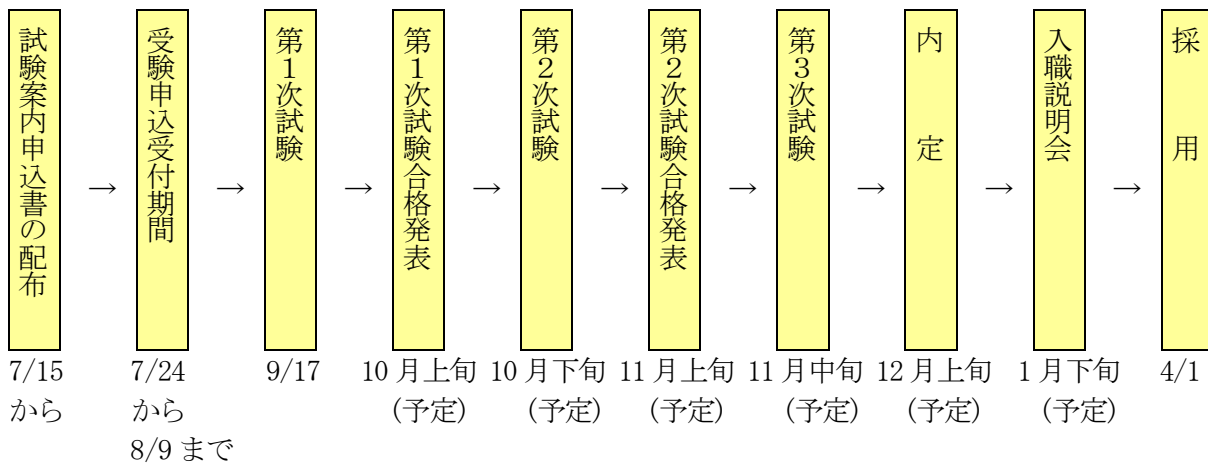 試験案内申込書の配布
→
受験申込受付期間
→
第1次試験
→
第1次試験合格発表
→
第2次試験
→
第2次試験合格発表
→
第3次試験
→
内定
→
入職説明会
→
採用
7/15
から
7/24
から
8/9まで
9/17
10月上旬
(予定)
10月下旬
(予定)
11月上旬
(予定)
11月中旬
(予定)
12月上旬
(予定)
1月下旬
(予定)
4/1